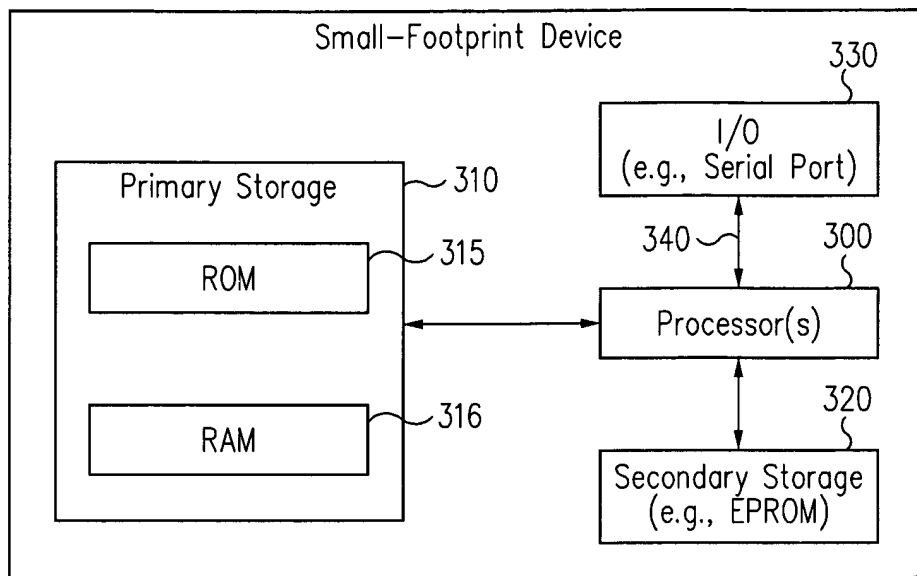 Small-Footprint Device
330
I/O
(e.g., Serial Port)
Primary Storage
310
340
300
ROM
315
Processor(s)
RAM
316
320
Secondary Storage
(e.g., EPROM)